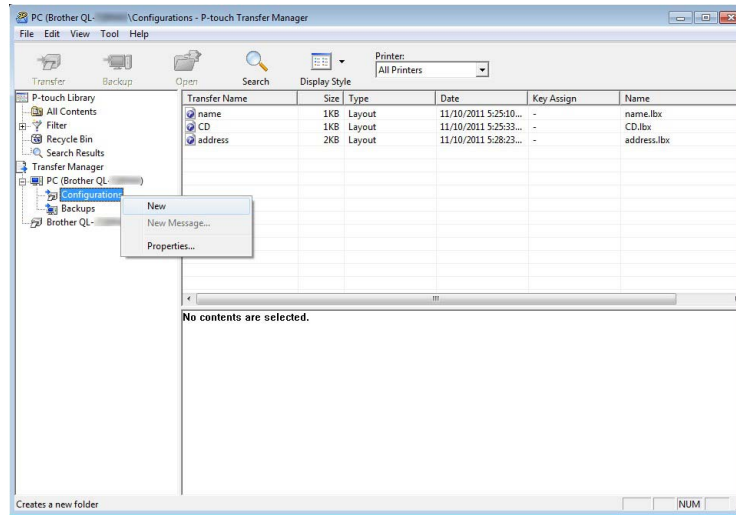 PC (Brother QL- \Configurations - P-touch Transfer Manager
File Edit View Tool Help
Transfer Backup Open Search Display Style
Printer:
All Printers
P-touch Library
All Contents
Filter
Recycle Bin
Search Results
Transfer Manager
PC (Brother QL- )
Configurations
Backups
Brother QL-
New
New Message...
Properties...
Transfer Name Size Type Date Key Assign Name
name 1KB Layout 11/10/2011 5:25:10... - name.lbx
CD 1KB Layout 11/10/2011 5:25:33... - CD.lbx
address 2KB Layout 11/10/2011 5:28:23... - address.lbx
No contents are selected.
Creates a new folder NUM